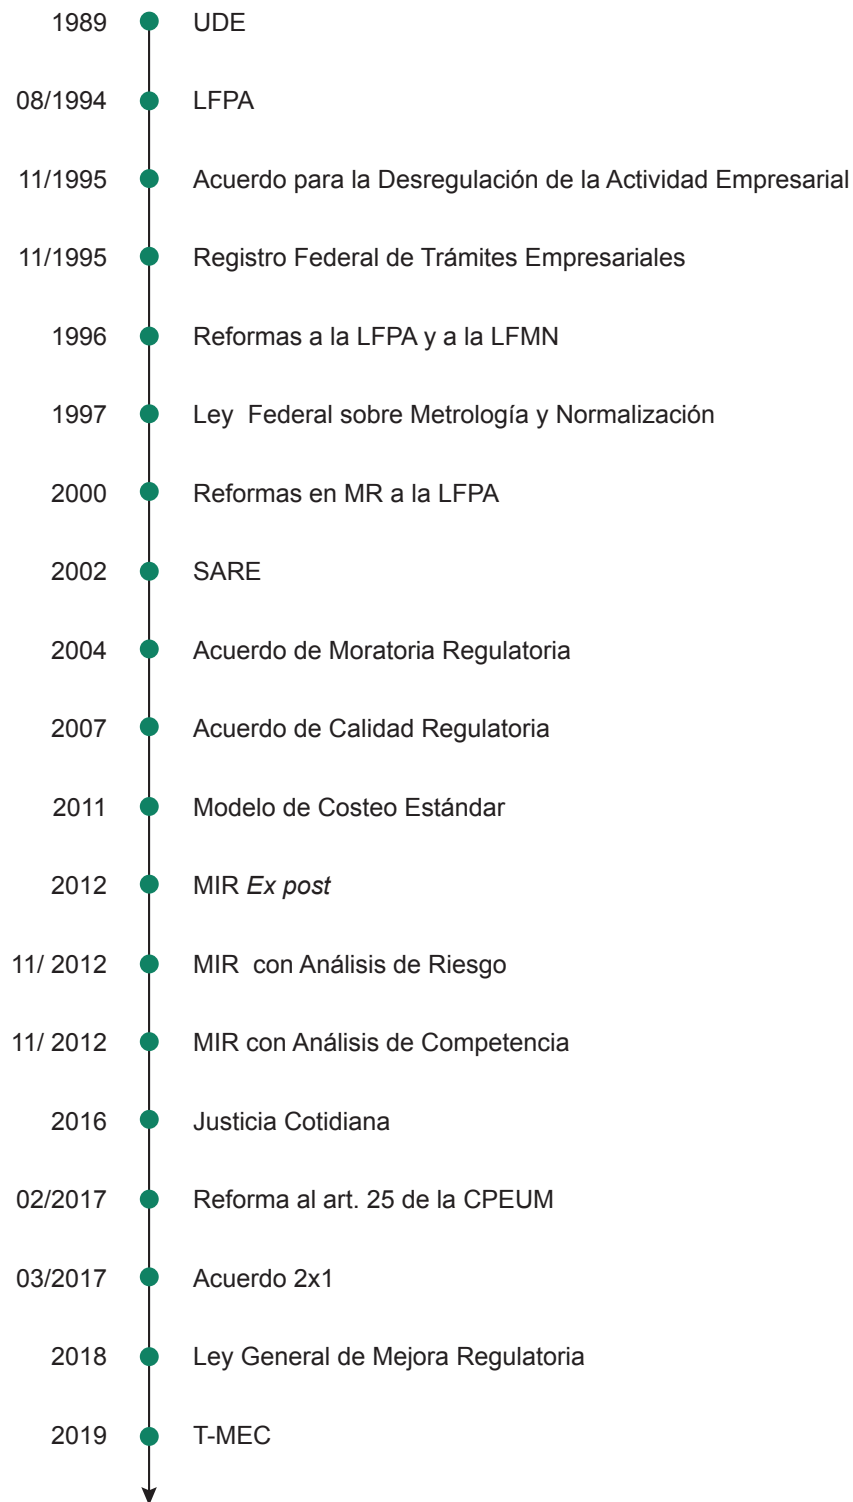 1989 UDE
08/1994 LFPA
11/1995 Acuerdo para la Desregulación de la Actividad Empresarial
11/1995 Registro Federal de Trámites Empresariales
1996 Reformas a la LFPA y a la LFMN
1997 Ley  Federal sobre Metrología y Normalización
2000 Reformas en MR a la LFPA
2002 SARE
2004 Acuerdo de Moratoria Regulatoria
2007 Acuerdo de Calidad Regulatoria
2011 Modelo de Costeo Estándar
2012 MIR Ex post
11/ 2012 MIR  con Análisis de Riesgo
11/ 2012 MIR con Análisis de Competencia
2016 Justicia Cotidiana
02/2017 Reforma al art. 25 de la CPEUM
03/2017 Acuerdo 2x1
2018 Ley General de Mejora Regulatoria
2019 T-MEC